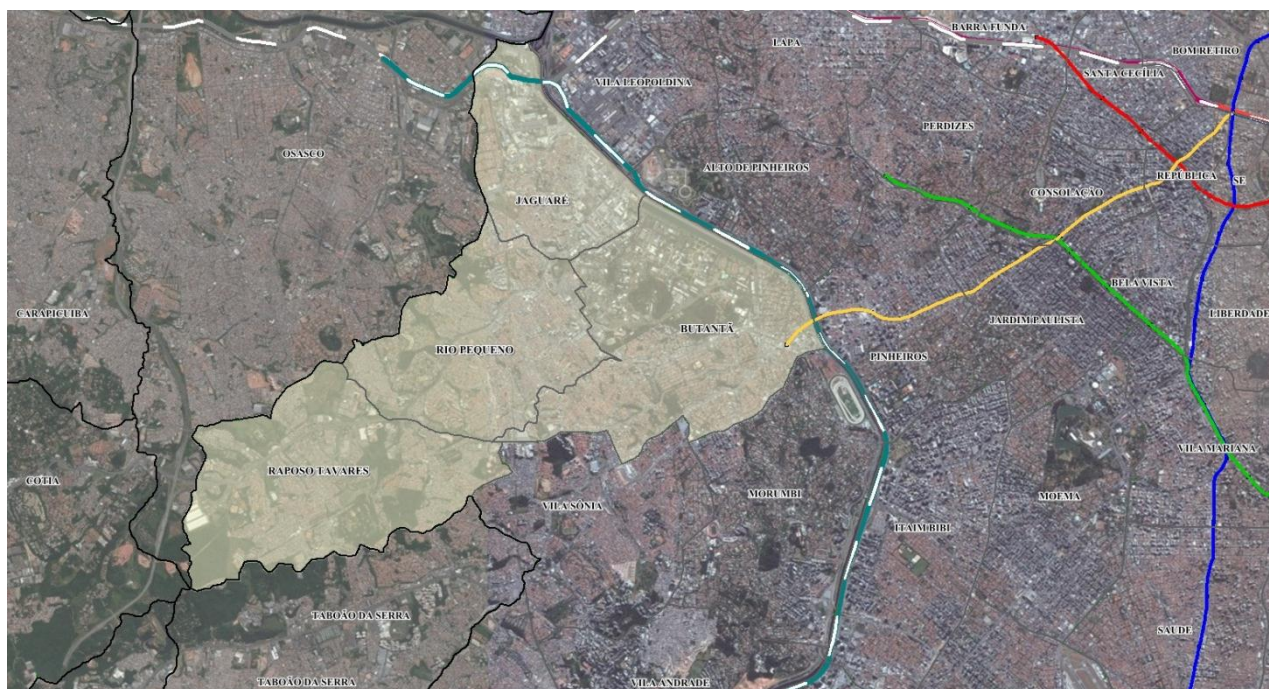 BARRA FUNDA
LAPA
BOM RETIRO
SANTA CECÍLIA
VILA LEOPOLDINA
PERDIZES
OSASCO
ALTO DE PINHEIROS
REPÚBLICA
SE
CONSOLAÇÃO
JAGUARÉ
BELA VISTA
CARAPICUIBA
LIBERDADE
JARDIM PAULISTA
BUTANTÃ
RIO PEQUENO
PINHEIROS
VILA MARIANA
RAPOSO TAVARES
COTIA
MORUMBI
MOEMA
VILA SÔNIA
ITAIM BIBI
TABOÃO DA SERRA
SAÚDE
TABOÃO DA SERRA
VILA ANDRADE